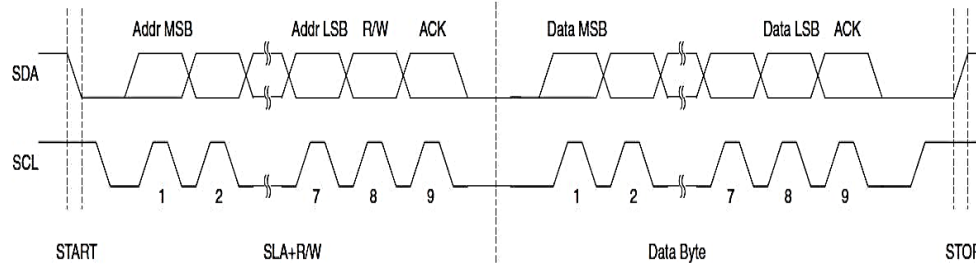 Addr MSB Addr LSB R/W ACK Data MSB Data LSB ACK
SDA
SCL
1 2 7 8 9 1 2 7 8 9
START SLA+R/W Data Byte STOP